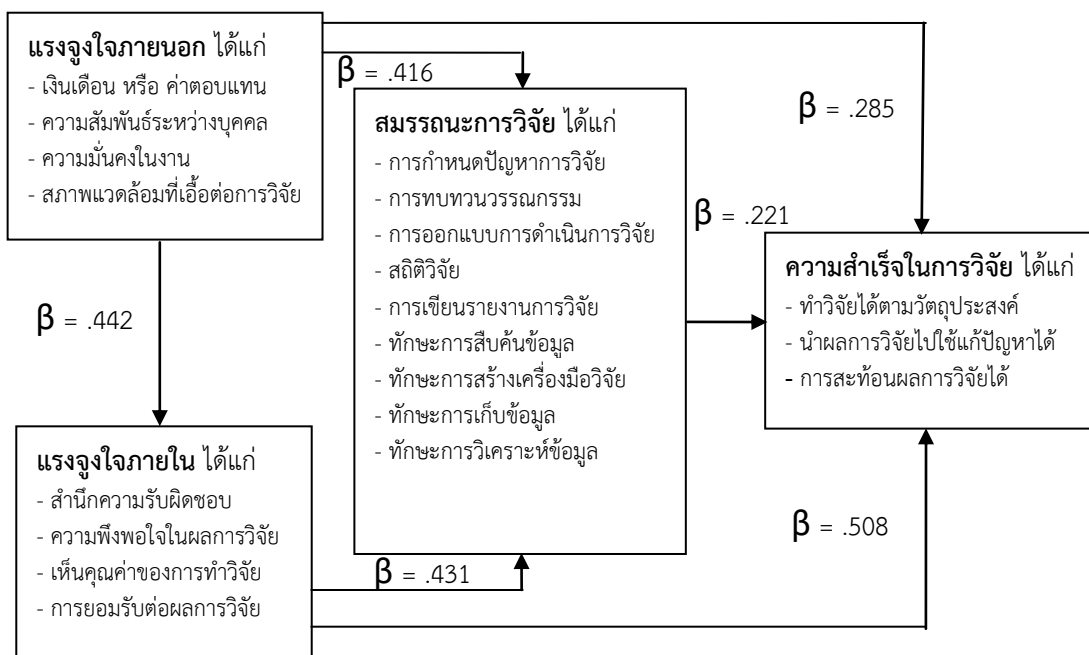 แรงจูงใจภายนอก ได้แก่
- เงินเดือน หรือ ค่าตอบแทน
- ความสัมพันธ์ระหว่างบุคคล
- ความมั่นคงในงาน
- สภาพแวดล้อมที่เอื้อต่อการวิจัย
β = .416
β = .285
สมรรถนะการวิจัย ได้แก่
- การกำหนดปัญหาการวิจัย
- การทบทวนวรรณกรรม
- การออกแบบการดำเนินการวิจัย
- สถิติวิจัย
- การเขียนรายงานการวิจัย
- ทักษะการสืบค้นข้อมูล
- ทักษะการสร้างเครื่องมือวิจัย
- ทักษะการเก็บข้อมูล
- ทักษะการวิเคราะห์ข้อมูล
β = .221
ความสำเร็จในการวิจัย ได้แก่
- ทำวิจัยได้ตามวัตถุประสงค์
- นำผลการวิจัยไปใช้แก้ปัญหาได้
- การสะท้อนผลการวิจัยได้
β = .442
แรงจูงใจภายใน ได้แก่
- สำนึกความรับผิดชอบ
- ความพึงพอใจในผลการวิจัย
- เห็นคุณค่าของการทำวิจัย
- การยอมรับต่อผลการวิจัย
β = .431
β = .508